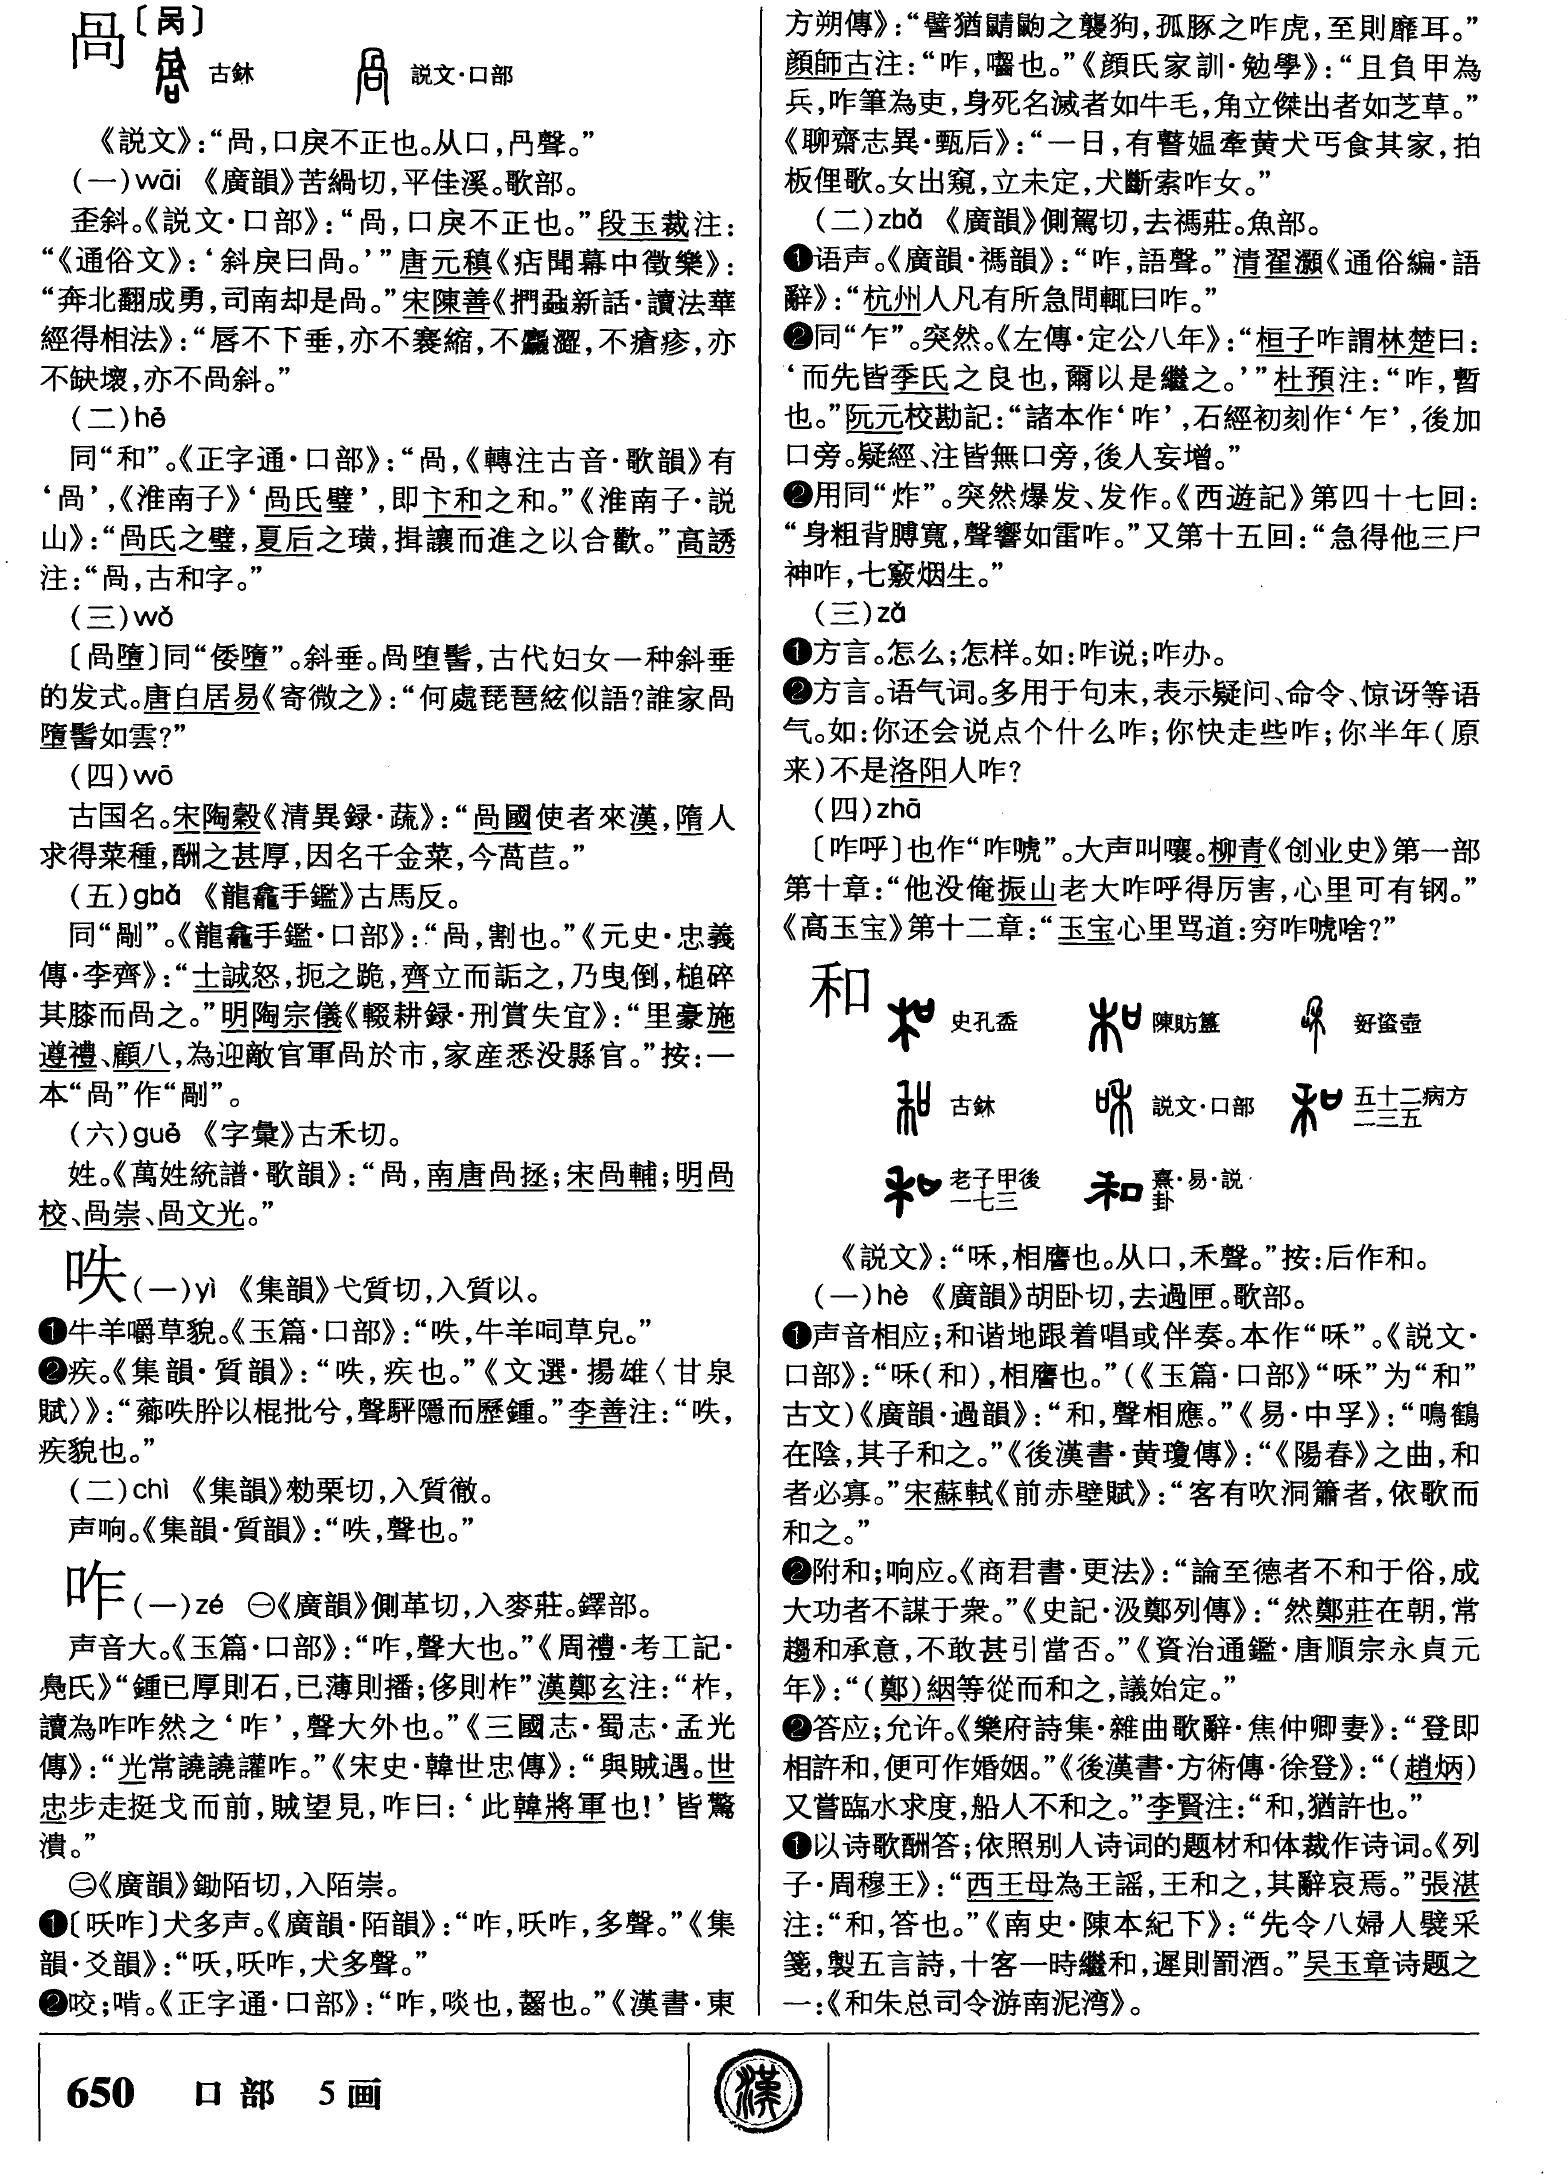 咼〔呙〕
古鉨 説文·口部
《説文》：“咼，口戾不正也。从口，冎聲。”
（一）wāi 《廣韻》苦緺切，平佳溪。歌部。
歪斜。《説文·口部》：“咼，口戾不正也。”段玉裁注：
“《通俗文》：‘斜戾曰咼。’”唐元稹《痁聞幕中徵樂》：
“奔北翻成勇，司南却是咼。”宋陳善《捫蝨新話·讀法華
經得相法》：“唇不下垂，亦不褰縮，不麤澀，不瘡疹，亦
不缺壞，亦不咼斜。”
（二）hé
同“和”。《正字通·口部》：“咼，《轉注古音·歌韻》有
‘咼’，《淮南子》‘咼氏璧’，即卞和之和。”《淮南子·説
山》：“咼氏之璧，夏后之璜，揖讓而進之以合歡。”高誘
注：“咼，古和字。”
（三）wǒ
〔咼墮〕同“倭墮”。斜垂。咼堕髻，古代妇女一种斜垂
的发式。唐白居易《寄微之》：“何處琵琶絃似語？誰家咼
墮髻如雲？”
（四）wō
古国名。宋陶穀《清異録·蔬》：“咼國使者來漢，隋人
求得菜種，酬之甚厚，因名千金菜，今萵苣。”
（五）guǎ 《龍龕手鑑》古馬反。
同“剮”。《龍龕手鑑·口部》：“咼，割也。”《元史·忠義
傳·李齊》：“士誠怒，扼之跪，齊立而詬之，乃曳倒，槌碎
其膝而咼之。”明陶宗儀《輟耕録·刑賞失宜》：“里豪施
遵禮、顧八，為迎敵官軍咼於市，家産悉没縣官。”按：一
本“咼”作“剮”。
（六）guō 《字彙》古禾切。
姓。《萬姓統譜·歌韻》：“咼，南唐咼拯；宋咼輔；明咼
校、咼崇、咼文光。”
呹（一）yì 《集韻》弋質切，入質以。
❶牛羊嚼草貌。《玉篇·口部》：“呹，牛羊呞草皃。”
❷疾。《集韻·質韻》：“呹，疾也。”《文選·揚雄〈甘泉
賦〉》：“薌呹肸以棍批兮，聲駍隱而歷鍾。”李善注：“呹，
疾貌也。”
（二）chì 《集韻》勑栗切，入質徹。
声响。《集韻·質韻》：“呹，聲也。”
咋（一）zé ㊀《廣韻》側革切，入麥莊。鐸部。
声音大。《玉篇·口部》：“咋，聲大也。”《周禮·考工記·
鳧氏》“鍾已厚則石，已薄則播；侈則柞”漢鄭玄注：“柞，
讀為咋咋然之‘咋’，聲大外也。”《三國志·蜀志·孟光
傳》：“光常譊譊讙咋。”《宋史·韓世忠傳》：“與賊遇。世
忠步走挺戈而前，賊望見，咋曰：‘此韓將軍也！’皆驚
潰。”
㊁《廣韻》鋤陌切，入陌崇。
❶〔呋咋〕犬多声。《廣韻·陌韻》：“咋，呋咋，多聲。”《集
韻·爻韻》：“呋，呋咋，犬多聲。”
❷咬；啃。《正字通·口部》：“咋，啖也，齧也。”《漢書·東
方朔傳》：“譬猶鼱鼩之襲狗，孤豚之咋虎，至則靡耳。”
顔師古注：“咋，囓也。”《顔氏家訓·勉學》：“且負甲為
兵，咋筆為吏，身死名滅者如牛毛，角立傑出者如芝草。”
《聊齋志異·甄后》：“一日，有瞽媪牽黄犬丐食其家，拍
板俚歌。女出窺，立未定，犬斷索咋女。”
（二）zhà 《廣韻》側駕切，去禡莊。魚部。
❶语声。《廣韻·禡韻》：“咋，語聲。”清翟灝《通俗編·語
辭》：“杭州人凡有所急問輒曰咋。”
❷同“乍”。突然。《左傳·定公八年》：“桓子咋謂林楚曰：
‘而先皆季氏之良也，爾以是繼之。’”杜預注：“咋，暫
也。”阮元校勘記：“諸本作‘咋’，石經初刻作‘乍’，後加
口旁。疑經、注皆無口旁，後人妄增。”
❷用同“炸”。突然爆发、发作。《西遊記》第四十七回：
“身粗背膊寬，聲響如雷咋。”又第十五回：“急得他三尸
神咋，七竅烟生。”
（三）zǎ
❶方言。怎么；怎样。如：咋说；咋办。
❷方言。语气词。多用于句末，表示疑问、命令、惊讶等语
气。如：你还会说点个什么咋；你快走些咋；你半年（原
来）不是洛阳人咋？
（四）zhā
〔咋呼〕也作“咋唬”。大声叫嚷。柳青《创业史》第一部
第十章：“他没俺振山老大咋呼得厉害，心里可有钢。”
《高玉宝》第十二章：“玉宝心里骂道：穷咋唬啥？”
和 史孔盉 陳肪簋 好蚉壺
古鉨 説文·口部 五十二病方二三五
老子甲後一七三 熹·易·説卦
《説文》：“咊，相譍也。从口，禾聲。”按：后作和。
（一）hè 《廣韻》胡卧切，去過匣。歌部。
❶声音相应；和谐地跟着唱或伴奏。本作“咊”。《説文·
口部》：“咊（和），相譍也。”（《玉篇·口部》“咊”为“和”
古文）《廣韻·過韻》：“和，聲相應。”《易·中孚》：“鳴鶴
在陰，其子和之。”《後漢書·黄瓊傳》：“《陽春》之曲，和
者必寡。”宋蘇軾《前赤壁賦》：“客有吹洞簫者，依歌而
和之。”
❷附和；响应。《商君書·更法》：“論至德者不和于俗，成
大功者不謀于衆。”《史記·汲鄭列傳》：“然鄭莊在朝，常
趨和承意，不敢甚引當否。”《資治通鑑·唐順宗永貞元
年》：“（鄭）絪等從而和之，議始定。”
❷答应；允许。《樂府詩集·雜曲歌辭·焦仲卿妻》：“登即
相許和，便可作婚姻。”《後漢書·方術傳·徐登》：“（趙炳）
又嘗臨水求度，船人不和之。”李賢注：“和，猶許也。”
❶以诗歌酬答；依照别人诗词的题材和体裁作诗词。《列
子·周穆王》：“西王母為王謡，王和之，其辭哀焉。”張湛
注：“和，答也。”《南史·陳本紀下》：“先令八婦人襞采
箋，製五言詩，十客一時繼和，遲則罰酒。”吴玉章诗题之
一：《和朱总司令游南泥湾》。
650 口部 5画
漢